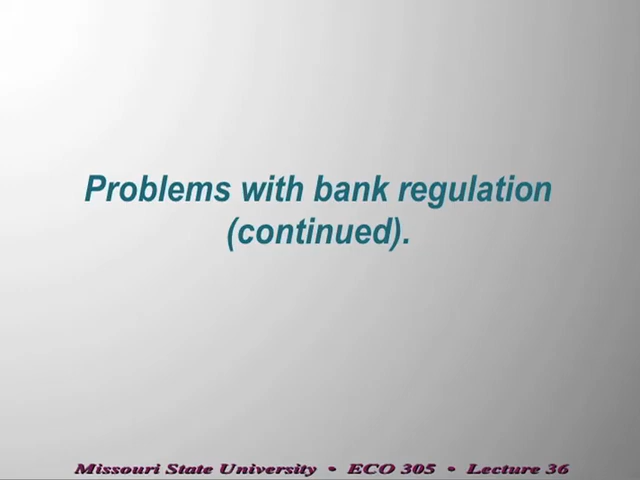 Problems with bank regulation
(continued).
Missouri State University • ECO 305 • Lecture 36